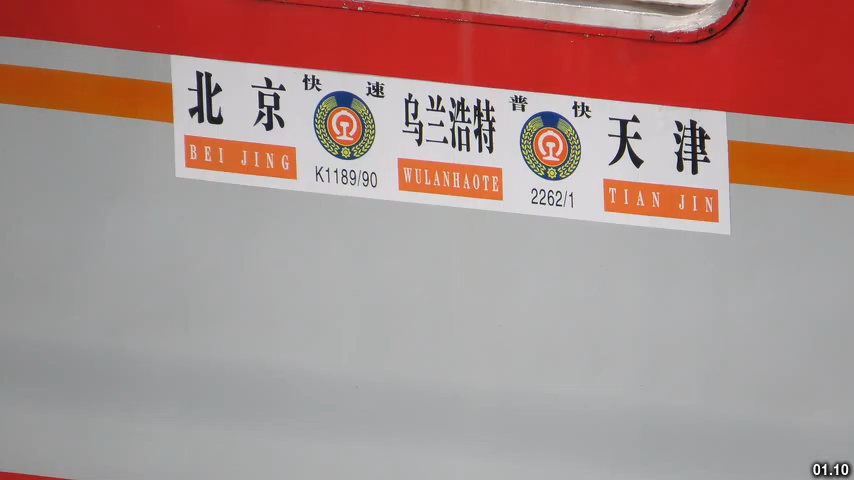 北京 快速 乌兰浩特 普快 天津
BEI JING K1189/90 WULANHAOTE 2262/1 TIAN JIN
01.10